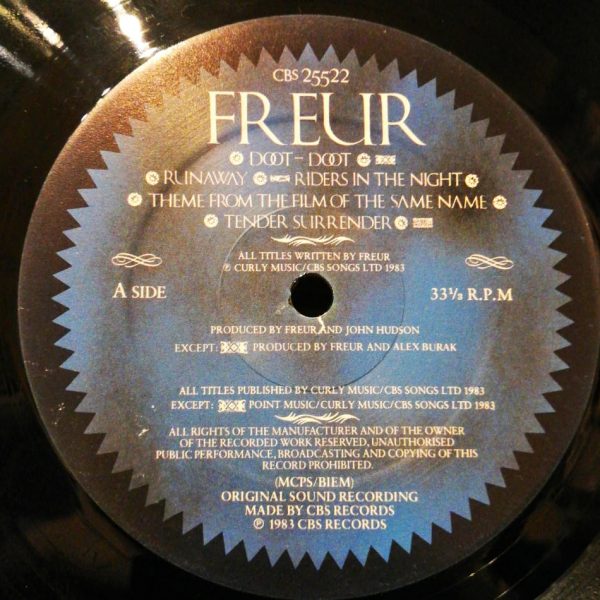 CBS 25522
FREUR
DOOT-DOOT
RUNAWAY RIDERS IN THE NIGHT
THEME FROM THE FILM OF THE SAME NAME
TENDER SURRENDER
ALL TITLES WRITTEN BY FREUR
℗ CURLY MUSIC/CBS SONGS LTD 1983
A SIDE
33⅓ R.P.M
PRODUCED BY FREUR AND JOHN HUDSON
EXCEPT: PRODUCED BY FREUR AND ALEX BURAK
ALL TITLES PUBLISHED BY CURLY MUSIC/CBS SONGS LTD 1983
EXCEPT: POINT MUSIC/CURLY MUSIC/CBS SONGS LTD 1983
ALL RIGHTS OF THE MANUFACTURER AND OF THE OWNER
OF THE RECORDED WORK RESERVED, UNAUTHORISED
PUBLIC PERFORMANCE, BROADCASTING AND COPYING OF THIS
RECORD PROHIBITED.
(MCPS/BIEM)
ORIGINAL SOUND RECORDING
MADE BY CBS RECORDS
℗ 1983 CBS RECORDS